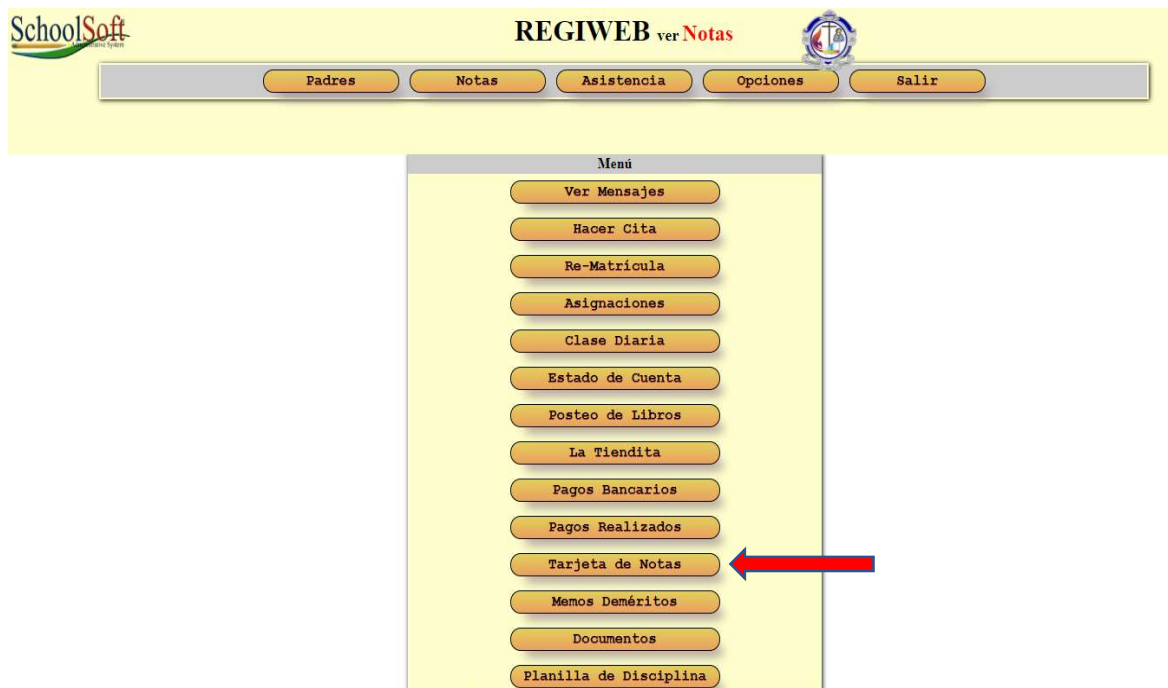 SchoolSoft
REGIWEB ver Notas
Padres Notas Asistencia Opciones Salir
Menú
Ver Mensajes
Hacer Cita
Re-Matrícula
Asignaciones
Clase Diaria
Estado de Cuenta
Posteo de Libros
La Tiendita
Pagos Bancarios
Pagos Realizados
Tarjeta de Notas
Memos Deméritos
Documentos
Planilla de Disciplina